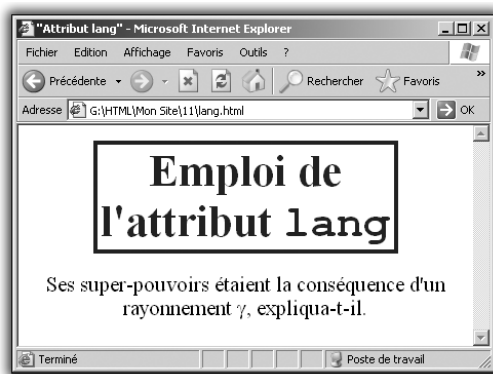 "Attribut lang" - Microsoft Internet Explorer
Fichier Edition Affichage Favoris Outils ?
Précédente Rechercher Favoris »
Adresse G:\HTML\Mon Site\11\lang.html OK
Emploi de
l'attribut lang
Ses super-pouvoirs étaient la conséquence d'un
rayonnement γ, expliqua-t-il.
Terminé Poste de travail